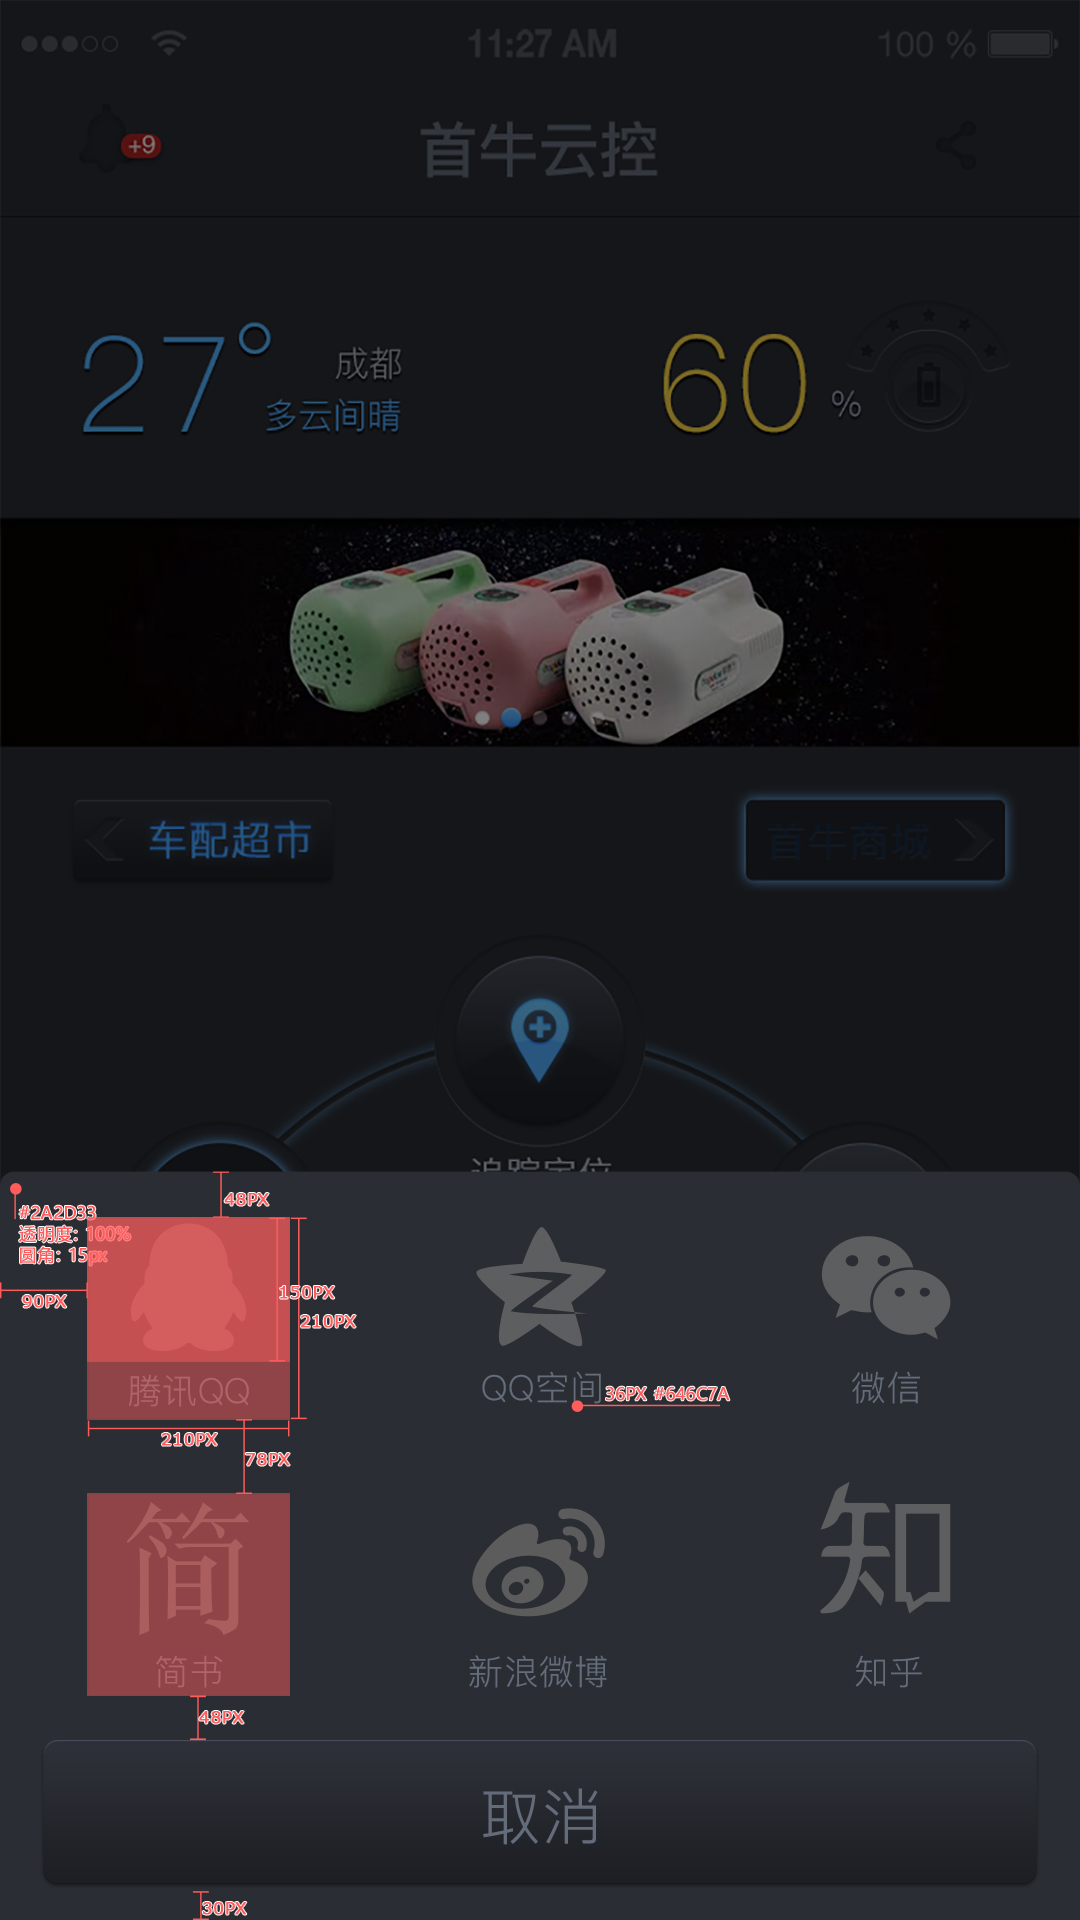 11:27 AM
100 %
+9
首牛云控
27°
成都
多云间晴
60
%
车配超市
首牛商城
追踪定位
48PX
#2A2D33
透明度: 100%
圆角: 15px
90PX
150PX
210PX
腾讯QQ
QQ空间
36PX #646C7A
微信
210PX
78PX
简
知
简书
新浪微博
知乎
48PX
取消
30PX